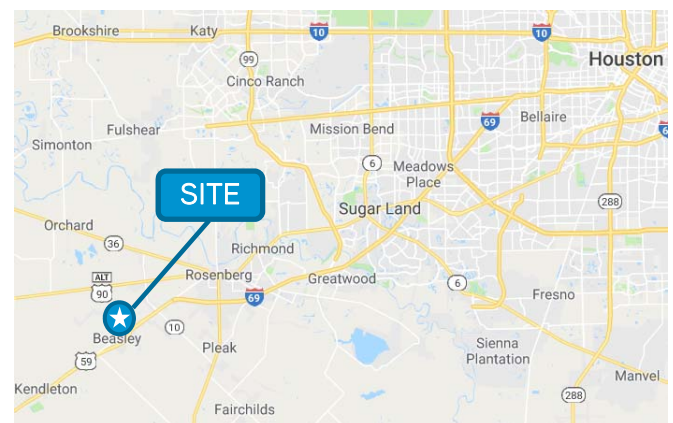 Brookshire
Katy
10
10
Houston
99
Cinco Ranch
Bellaire
69
Fulshear
Mission Bend
6
Simonton
6
Meadows
Place
SITE
Sugar Land
288
Orchard
36
Richmond
ALT
90
Rosenberg
Greatwood
6
69
Fresno
10
Beasley
Pleak
Sienna
Plantation
59
Manvel
Kendleton
288
Fairchilds